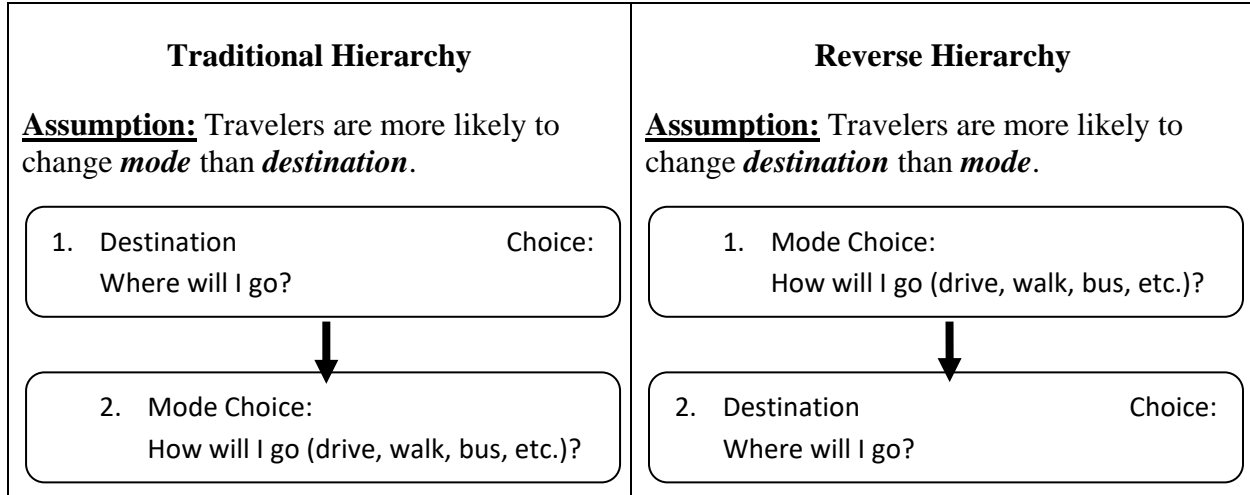 Traditional Hierarchy
Assumption: Travelers are more likely to
change mode than destination.
1. Destination Choice:
Where will I go?
2. Mode Choice:
How will I go (drive, walk, bus, etc.)?
Reverse Hierarchy
Assumption: Travelers are more likely to
change destination than mode.
1. Mode Choice:
How will I go (drive, walk, bus, etc.)?
2. Destination Choice:
Where will I go?